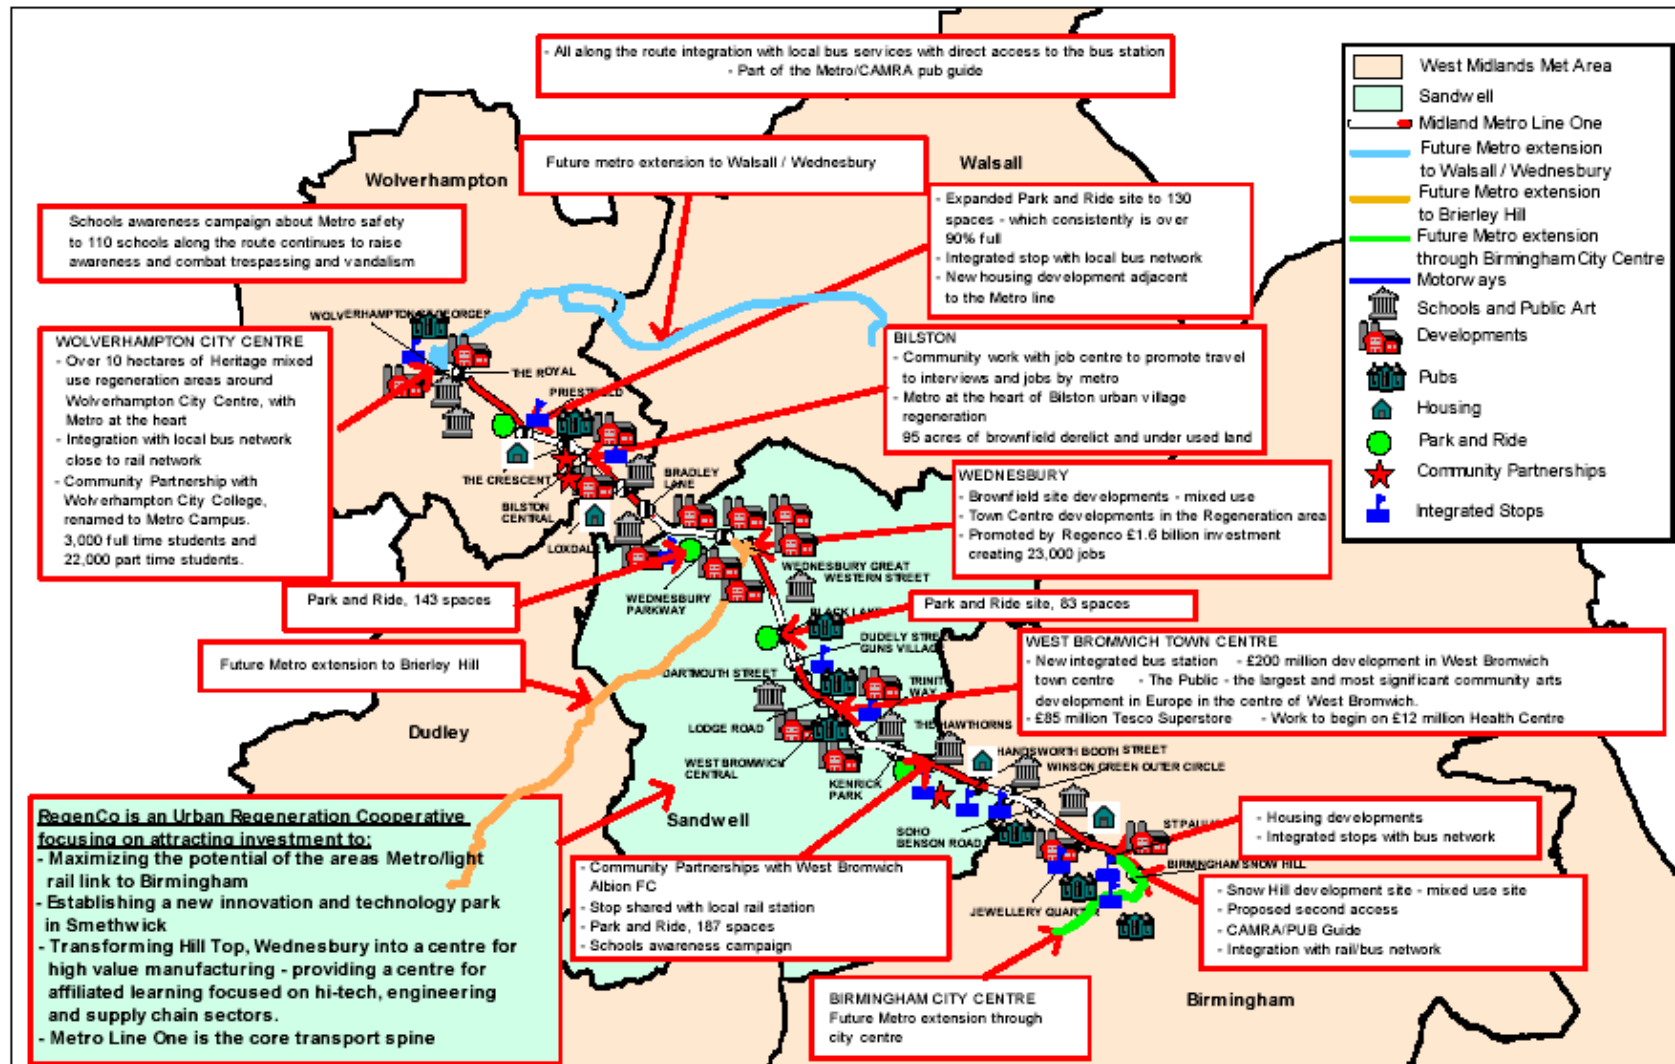 - All along the route integration with local bus services with direct access to the bus station
- Part of the Metro/CAMRA pub guide
West Midlands Met Area
Sandwell
Midland Metro Line One
Future Metro extension
to Walsall / Wednesbury
Future Metro extension
to Brierley Hill
Future Metro extension
through Birmingham City Centre
Motorways
Schools and Public Art
Developments
Pubs
Housing
Park and Ride
Community Partnerships
Integrated Stops
Wolverhampton
Future metro extension to Walsall / Wednesbury
Walsall
- Expanded Park and Ride site to 130
spaces - which consistently is over
90% full
- Integrated stop with local bus network
- New housing development adjacent
to the Metro line
Schools awareness campaign about Metro safety
to 110 schools along the route continues to raise
awareness and combat trespassing and vandalism
WOLVERHAMPTON CITY CENTRE
- Over 10 hectares of Heritage mixed
use regeneration areas around
Wolverhampton City Centre, with
Metro at the heart
- Integration with local bus network
close to rail network
- Community Partnership with
Wolverhampton City College,
renamed to Metro Campus.
3,000 full time students and
22,000 part time students.
THE ROYAL
PRIESTFIELD
THE CRESCENT
BILSTON
CENTRAL
LOXDALE
BRADLEY
LANE
BILSTON
- Community work with job centre to promote travel
to interviews and jobs by metro
- Metro at the heart of Bilston urban village
regeneration
95 acres of brownfield derelict and under used land
WEDNESBURY
- Brownfield site developments - mixed use
- Town Centre developments in the Regeneration area
- Promoted by Regenco £1.6 billion investment
creating 23,000 jobs
Park and Ride, 143 spaces
WEDNESBURY
PARKWAY
WEDNESBURY GREAT
WESTERN STREET
BLACK LAKE
Park and Ride site, 83 spaces
DUDELY STREET
GUNS VILLAGE
Future Metro extension to Brierley Hill
DARTMOUTH STREET
TRINITY
WAY
LODGE ROAD
THE HAWTHORNS
WEST BROMWICH
CENTRAL
KENRICK
PARK
WEST BROMWICH TOWN CENTRE
- New integrated bus station - £200 million development in West Bromwich
town centre - The Public - the largest and most significant community arts
development in Europe in the centre of West Bromwich.
- £85 million Tesco Superstore - Work to begin on £12 million Health Centre
HANDSWORTH BOOTH STREET
WINSON GREEN OUTER CIRCLE
SOHO
BENSON ROAD
ST PAULS
JEWELLERY QUARTER
BIRMINGHAM SNOW HILL
Dudley
Sandwell
RegenCo is an Urban Regeneration Cooperative
focusing on attracting investment to:
- Maximizing the potential of the areas Metro/light
rail link to Birmingham
- Establishing a new innovation and technology park
in Smethwick
- Transforming Hill Top, Wednesbury into a centre for
high value manufacturing - providing a centre for
affiliated learning focused on hi-tech, engineering
and supply chain sectors.
- Metro Line One is the core transport spine
- Community Partnerships with West Bromwich
Albion FC
- Stop shared with local rail station
- Park and Ride, 187 spaces
- Schools awareness campaign
- Housing developments
- Integrated stops with bus network
- Snow Hill development site - mixed use site
- Proposed second access
- CAMRA/PUB Guide
- Integration with rail/bus network
BIRMINGHAM CITY CENTRE
Future Metro extension through
city centre
Birmingham